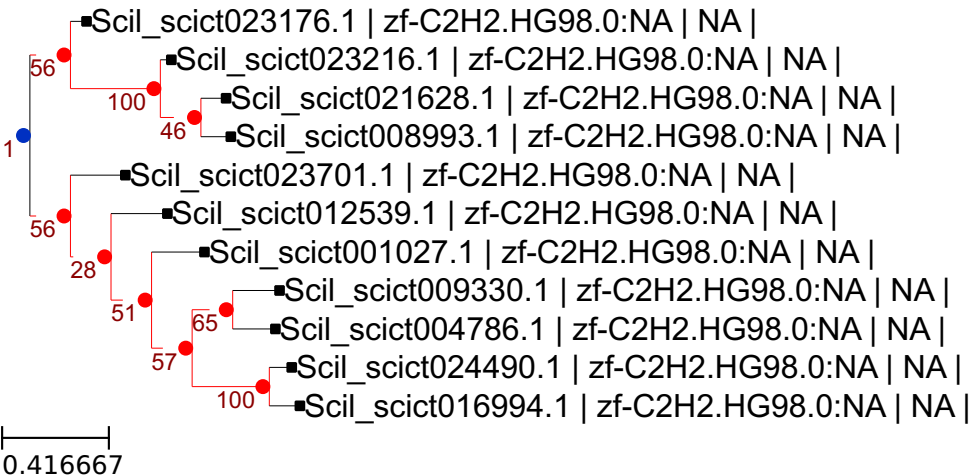 Scil_scict023176.1 | zf-C2H2.HG98.0:NA | NA |
56
Scil_scict023216.1 | zf-C2H2.HG98.0:NA | NA |
100
Scil_scict021628.1 | zf-C2H2.HG98.0:NA | NA |
46
Scil_scict008993.1 | zf-C2H2.HG98.0:NA | NA |
1
Scil_scict023701.1 | zf-C2H2.HG98.0:NA | NA |
56
Scil_scict012539.1 | zf-C2H2.HG98.0:NA | NA |
28
Scil_scict001027.1 | zf-C2H2.HG98.0:NA | NA |
51
Scil_scict009330.1 | zf-C2H2.HG98.0:NA | NA |
65
Scil_scict004786.1 | zf-C2H2.HG98.0:NA | NA |
57
Scil_scict024490.1 | zf-C2H2.HG98.0:NA | NA |
100
Scil_scict016994.1 | zf-C2H2.HG98.0:NA | NA |
0.416667